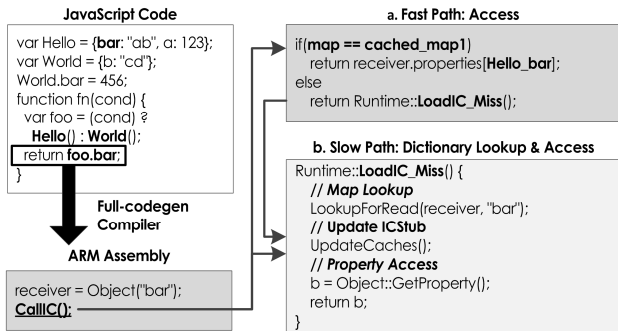 JavaScript Code
var Hello = {bar: "ab", a: 123};
var World = {b: "cd"};
World.bar = 456;
function fn(cond) {
var foo = (cond) ?
Hello() : World();
return foo.bar;
}
Full-codegen
Compiler
ARM Assembly
receiver = Object("bar");
CallIC();
a. Fast Path: Access
if(map == cached_map1)
return receiver.properties[Hello_bar];
else
return Runtime::LoadIC_Miss();
b. Slow Path: Dictionary Lookup & Access
Runtime::LoadIC_Miss() {
// Map Lookup
LookupForRead(receiver, "bar");
// Update ICStub
UpdateCaches();
// Property Access
b = Object::GetProperty();
return b;
}